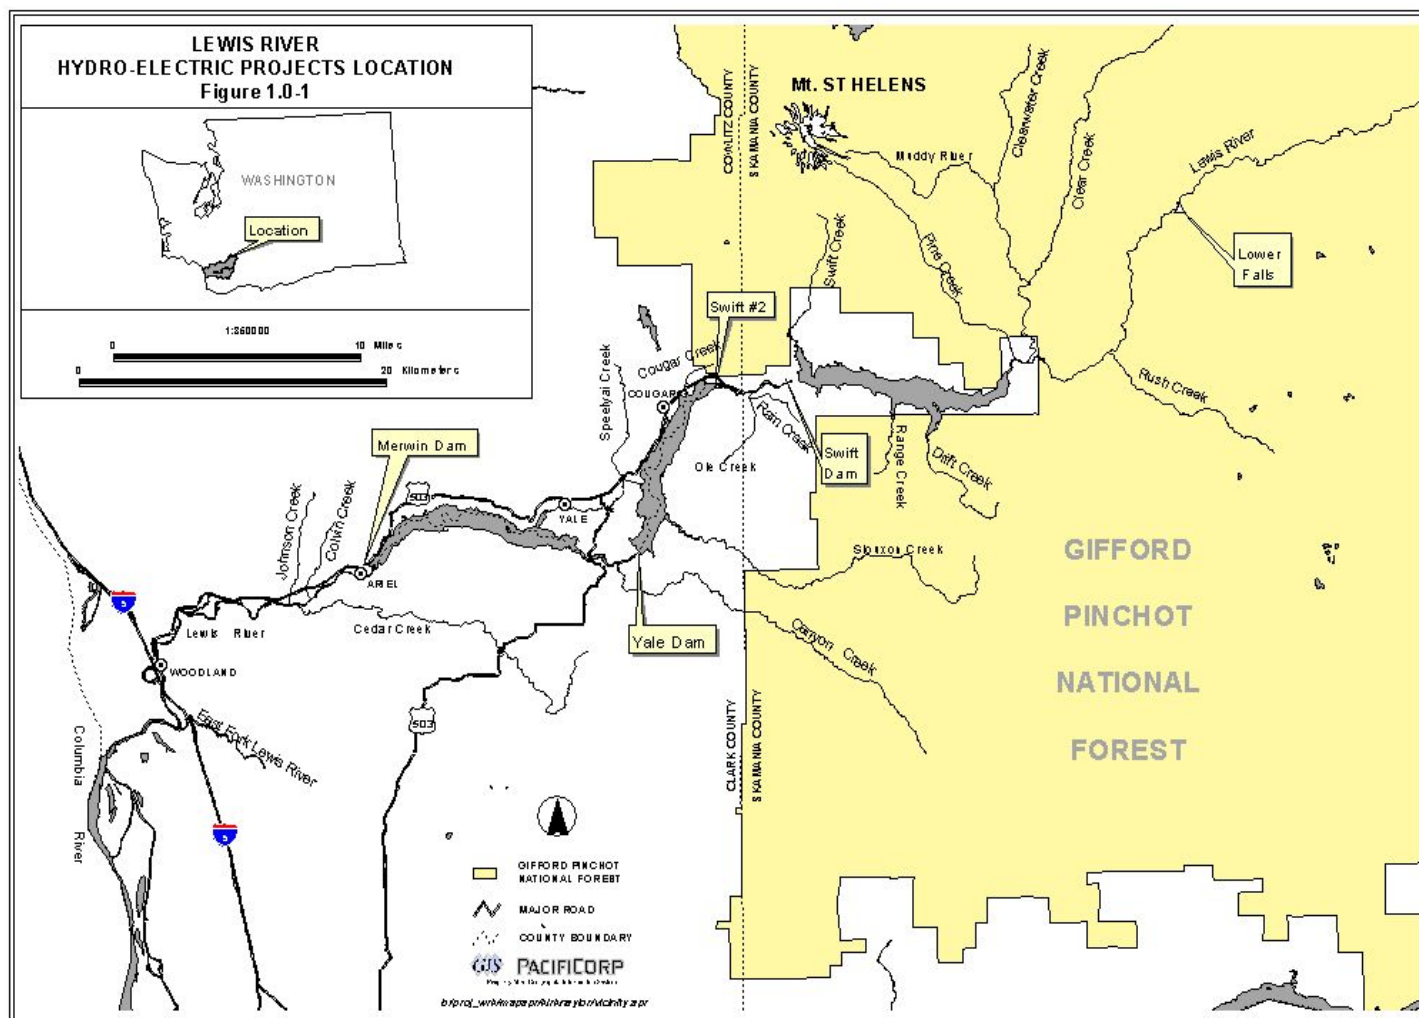 LEWIS RIVER
HYDRO-ELECTRIC PROJECTS LOCATION
Figure 1.0-1
WASHINGTON
Location
1:350000
0 10 Miles
0 20 Kilometers
Mt. ST HELENS
COWLITZ COUNTY
SKAMANIA COUNTY
Muddy River
Clearwater Creek
Clear Creek
Lewis River
Lower
Falls
Swift Creek
Pine Creek
Swift #2
Cougar Creek
Speelyai Creek
COUGAR
Rain Creek
Ole Creek
Swift
Dam
Range Creek
Drift Creek
Rush Creek
Merwin Dam
503
YALE
Johnson Creek
Colvin Creek
ARIEL
Siouxon Creek
GIFFORD
PINCHOT
NATIONAL
FOREST
5
Lewis River
Cedar Creek
Yale Dam
Canyon Creek
WOODLAND
503
East Fork Lewis River
Columbia
River
5
CLARK COUNTY
SKAMANIA COUNTY
GIFFORD PINCHOT
NATIONAL FOREST
MAJOR ROAD
COUNTY BOUNDARY
GIS PACIFICORP